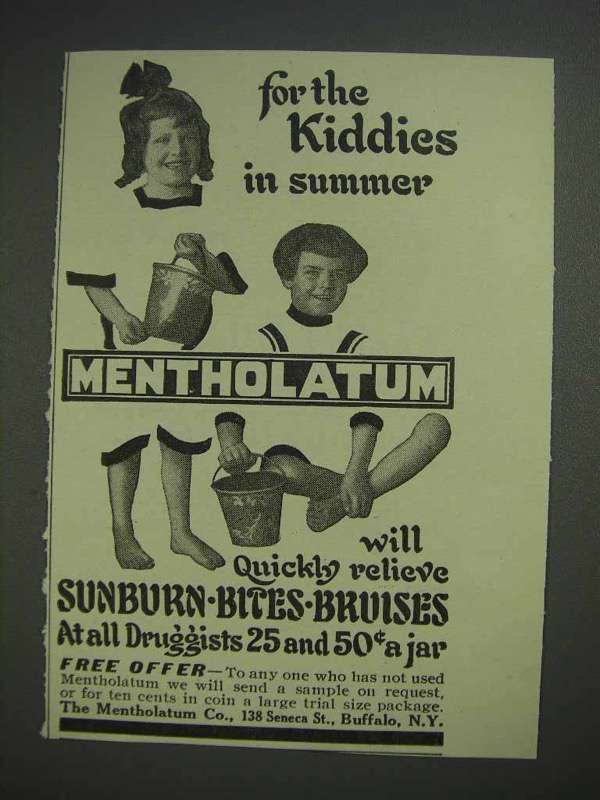 for the
Kiddies
in summer
MENTHOLATUM
will
Quickly relieve
SUNBURN·BITES·BRUISES
At all Druggists 25 and 50¢ a jar
FREE OFFER—To any one who has not used
Mentholatum we will send a sample on request,
or for ten cents in coin a large trial size package.
The Mentholatum Co., 138 Seneca St., Buffalo, N.Y.